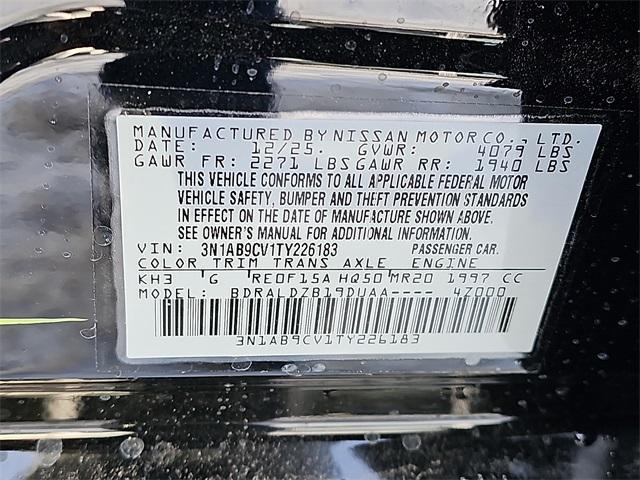 MANUFACTURED BY NISSAN MOTOR CO., LTD.
DATE: 12/25. GVWR: 4079 LBS
GAWR FR: 2271 LBS GAWR RR: 1940 LBS
THIS VEHICLE CONFORMS TO ALL APPLICABLE FEDERAL MOTOR
VEHICLE SAFETY, BUMPER AND THEFT PREVENTION STANDARDS
IN EFFECT ON THE DATE OF MANUFACTURE SHOWN ABOVE.
SEE OWNER'S MANUAL FOR ADDITIONAL INFORMATION.
VIN: 3N1AB9CV1TY226183 PASSENGER CAR.
COLOR TRIM TRANS AXLE ENGINE
KH3 G RE0F15A HQ50 MR20 1997 CC
MODEL: BDRALDZB19DUAA---- 4Z000
3N1AB9CV1TY226183